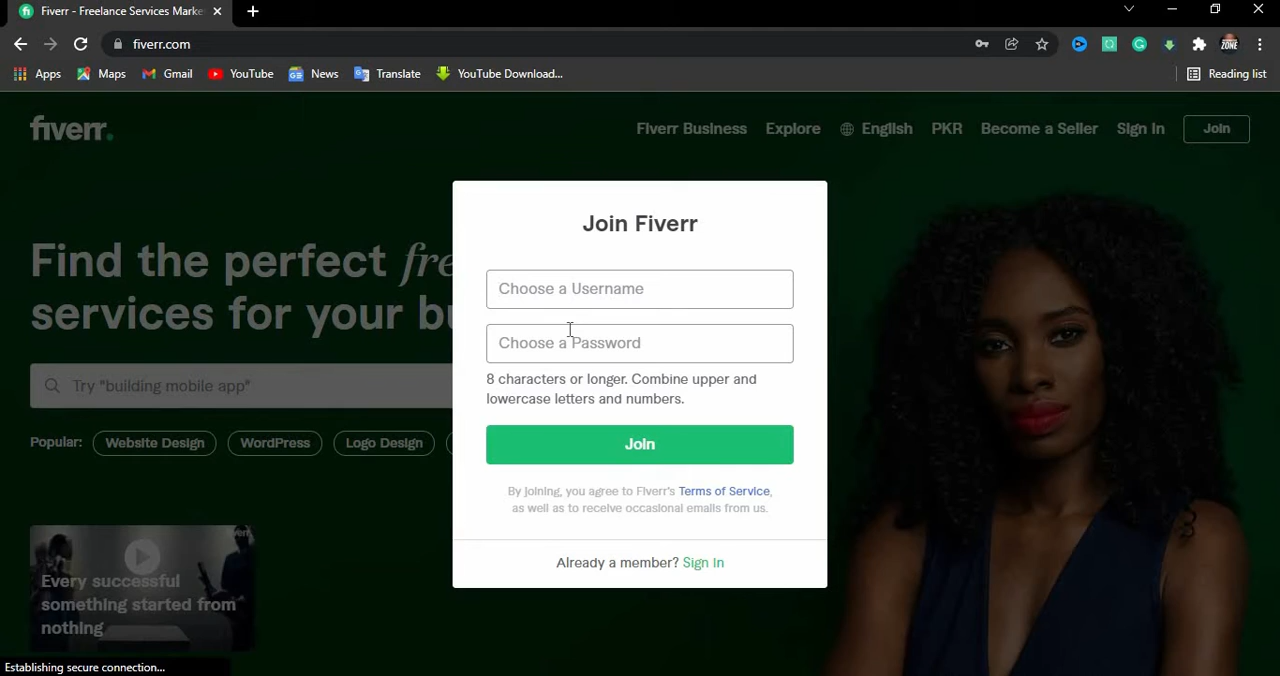 Fiverr - Freelance Services Marke
fiverr.com
ZONE
Apps
Maps
Gmail
YouTube
News
Translate
YouTube Download...
Reading list
fiverr.
Fiverr Business
Explore
English
PKR
Become a Seller
Sign In
Join
Find the perfect fre
services for your bu
Try "building mobile app"
Popular:
Website Design
WordPress
Logo Design
Join Fiverr
Choose a Username
Choose a Password
8 characters or longer. Combine upper and
lowercase letters and numbers.
Join
By joining, you agree to Fiverr's Terms of Service,
as well as to receive occasional emails from us.
Already a member? Sign In
Every successful
something started from
nothing
Establishing secure connection...